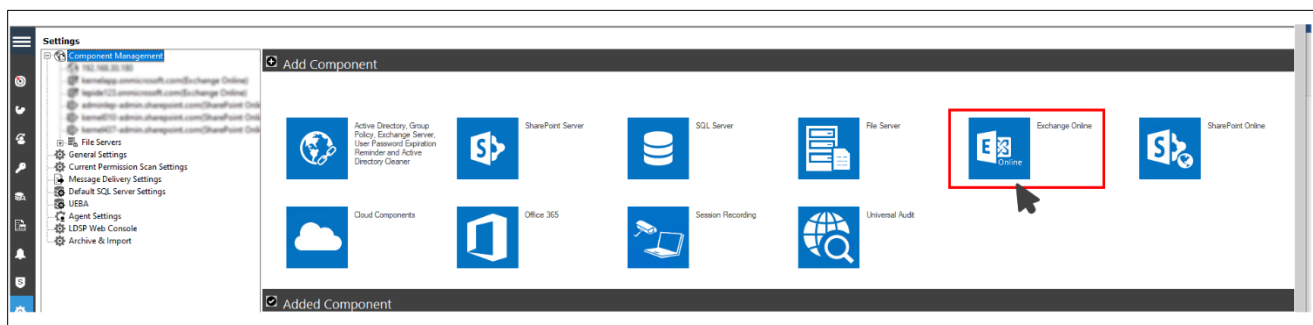 Settings
Component Management
File Servers
General Settings
Current Permission Scan Settings
Message Delivery Settings
Default SQL Server Settings
UEBA
Agent Settings
LDSP Web Console
Archive & Import
Add Component
Active Directory, Group
Policy, Exchange Server,
User Password Expiration
Reminder and Active
Directory Cleaner
SharePoint Server
S
SQL Server
File Server
Exchange Online
E
Online
SharePoint Online
S
Cloud Components
Office 365
Session Recording
Universal Audit
Added Component